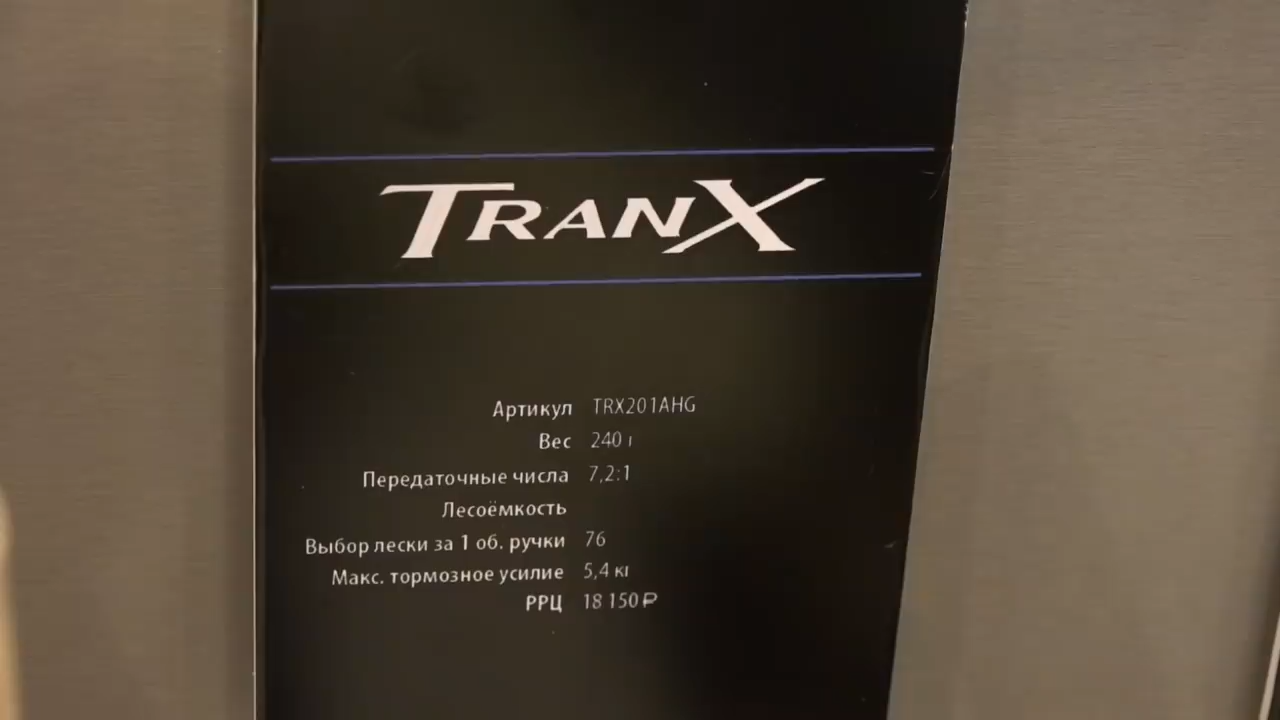 TRANX
Артикул TRX201AHG
Вес 240 г
Передаточные числа 7,2:1
Лесоёмкость
Выбор лески за 1 об. ручки 76
Макс. тормозное усилие 5,4 кг
РРЦ 18 150 ₽